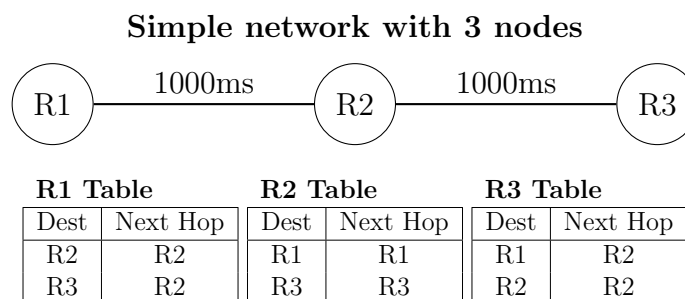 Simple network with 3 nodes
1000ms 1000ms
R1 R2 R3
R1 Table R2 Table R3 Table
Dest Next Hop Dest Next Hop Dest Next Hop
R2 R2 R1 R1 R1 R2
R3 R2 R3 R3 R2 R2